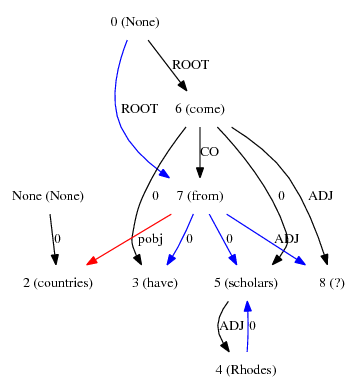 0 (None)
ROOT
ROOT
6 (come)
CO
None (None)
7 (from)
0
0
ADJ
0
pobj
0
0
ADJ
2 (countries)
3 (have)
5 (scholars)
8 (?)
ADJ
0
4 (Rhodes)